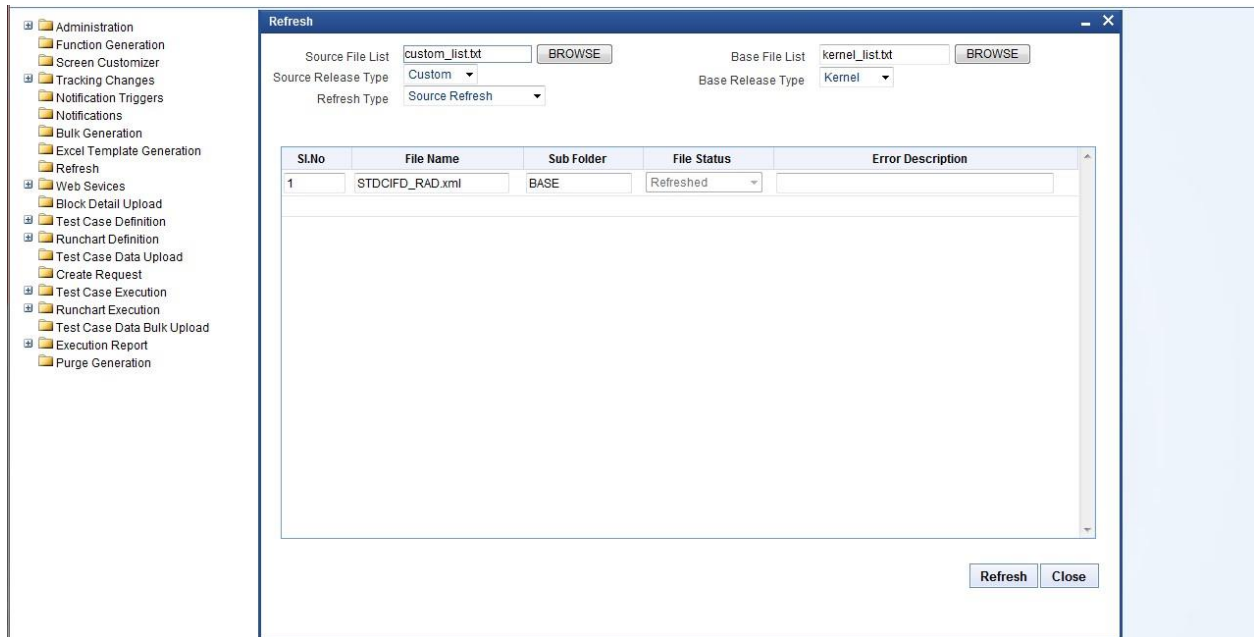 Administration
Function Generation
Screen Customizer
Tracking Changes
Notification Triggers
Notifications
Bulk Generation
Excel Template Generation
Refresh
Web Sevices
Block Detail Upload
Test Case Definition
Runchart Definition
Test Case Data Upload
Create Request
Test Case Execution
Runchart Execution
Test Case Data Bulk Upload
Execution Report
Purge Generation
Refresh
Source File List custom_list.txt BROWSE Base File List kernel_list.txt BROWSE
Source Release Type Custom Base Release Type Kernel
Refresh Type Source Refresh
Sl.No File Name Sub Folder File Status Error Description
1 STDCIFD_RAD.xml BASE Refreshed
Refresh Close